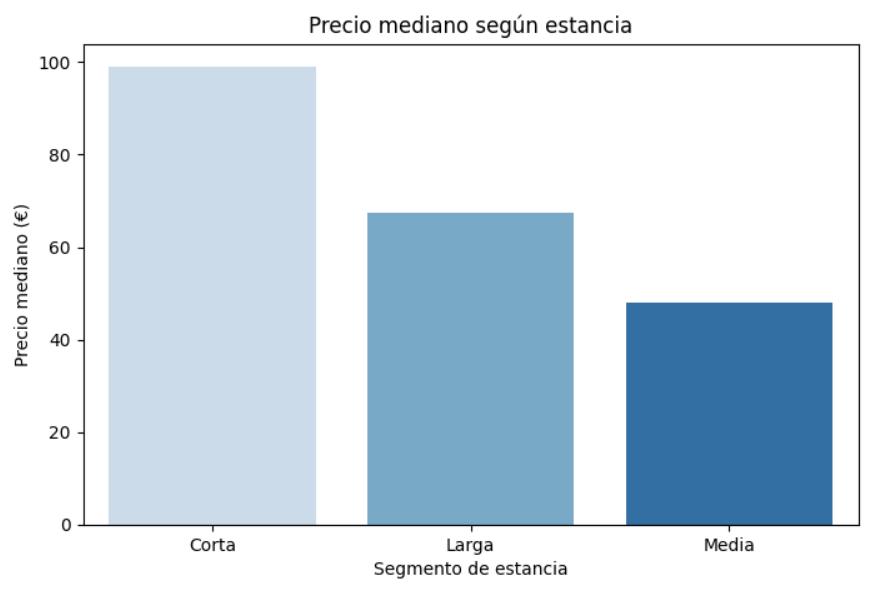 Precio mediano según estancia
Precio mediano (€)
100
80
60
40
20
0
Corta Larga Media
Segmento de estancia